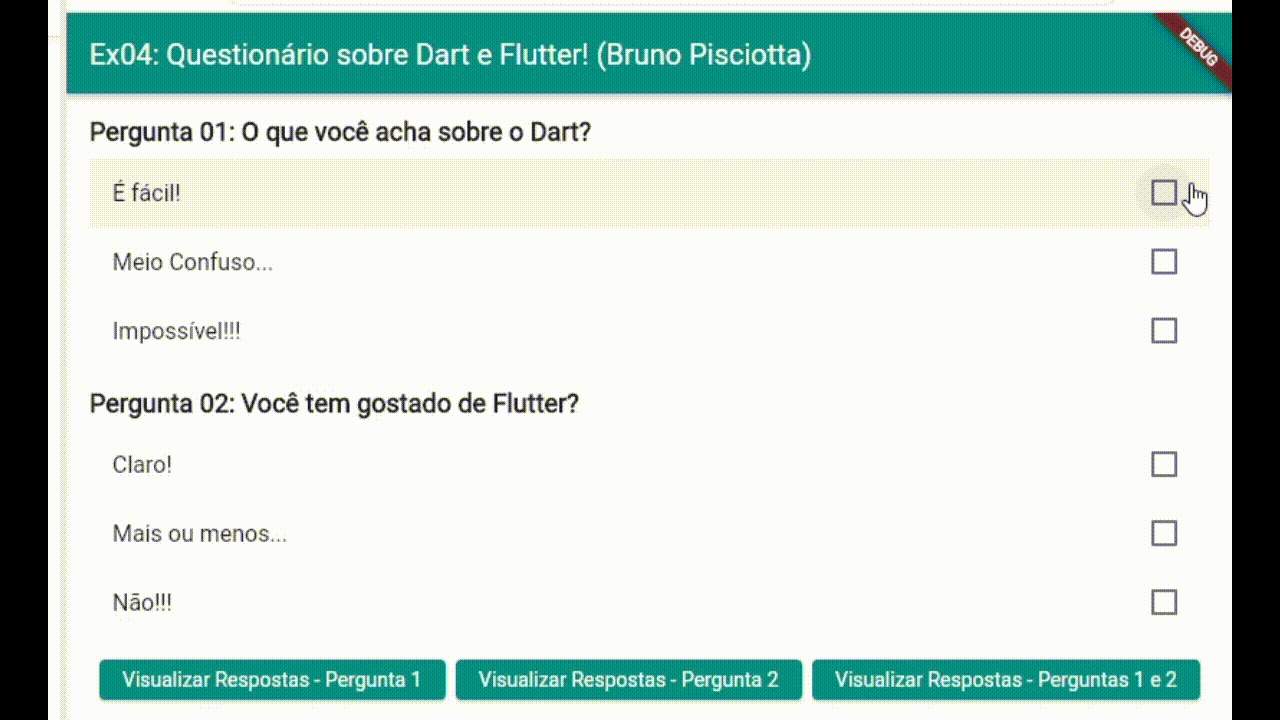 Ex04: Questionário sobre Dart e Flutter! (Bruno Pisciotta)
DEBUG
Pergunta 01: O que você acha sobre o Dart?
É fácil!
Meio Confuso...
Impossível!!!
Pergunta 02: Você tem gostado de Flutter?
Claro!
Mais ou menos...
Não!!!
Visualizar Respostas - Pergunta 1
Visualizar Respostas - Pergunta 2
Visualizar Respostas - Perguntas 1 e 2